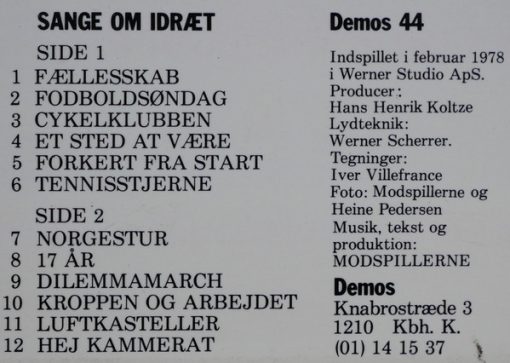 SANGE OM IDRÆT
SIDE 1
1 FÆLLESSKAB
2 FODBOLDSØNDAG
3 CYKELKLUBBEN
4 ET STED AT VÆRE
5 FORKERT FRA START
6 TENNISSTJERNE
SIDE 2
7 NORGESTUR
8 17 ÅR
9 DILEMMAMARCH
10 KROPPEN OG ARBEJDET
11 LUFTKASTELLER
12 HEJ KAMMERAT
Demos 44
Indspillet i februar 1978
i Werner Studio ApS.
Producer:
Hans Henrik Koltze
Lydteknik:
Werner Scherrer.
Tegninger:
Iver Villefrance
Foto: Modspillerne og
Heine Pedersen
Musik, tekst og
produktion:
MODSPILLERNE
Demos
Knabrostræde 3
1210 Kbh. K.
(01) 14 15 37